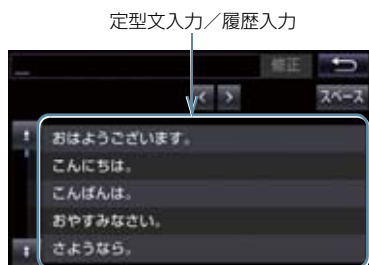 定型文入力／履歴入力
修正
< >
スペース
おはようございます。
こんにちは。
こんばんは。
おやすみなさい。
さようなら。